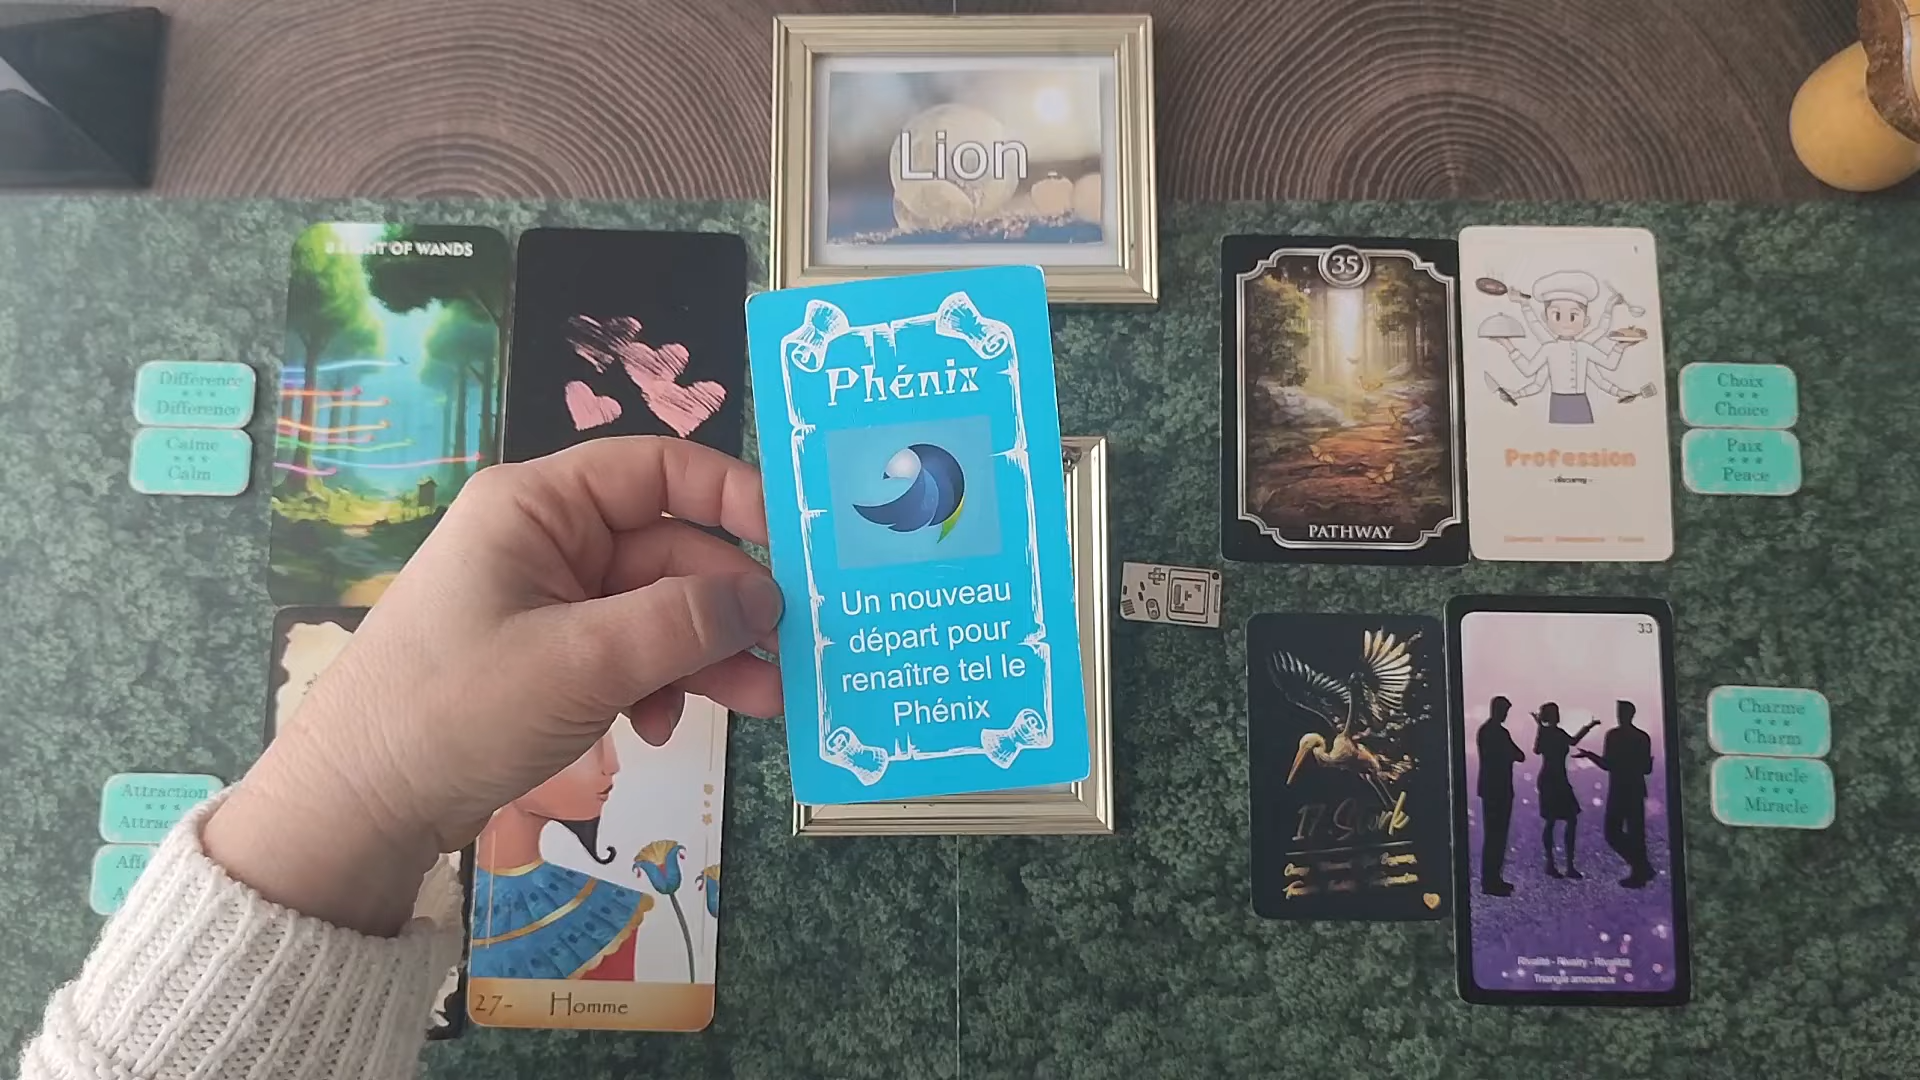 Lion
OF WANDS
Différence
Difference
Calme
Calm
Phénix
Un nouveau
départ pour
renaître tel le
Phénix
35
PATHWAY
1
Profession
Choix
Choice
Paix
Peace
Attraction
27- Homme
17. Stork
33
Rivalité - Rivalry - Rivalität
Triangle amoureux
Charme
Charm
Miracle
Miracle